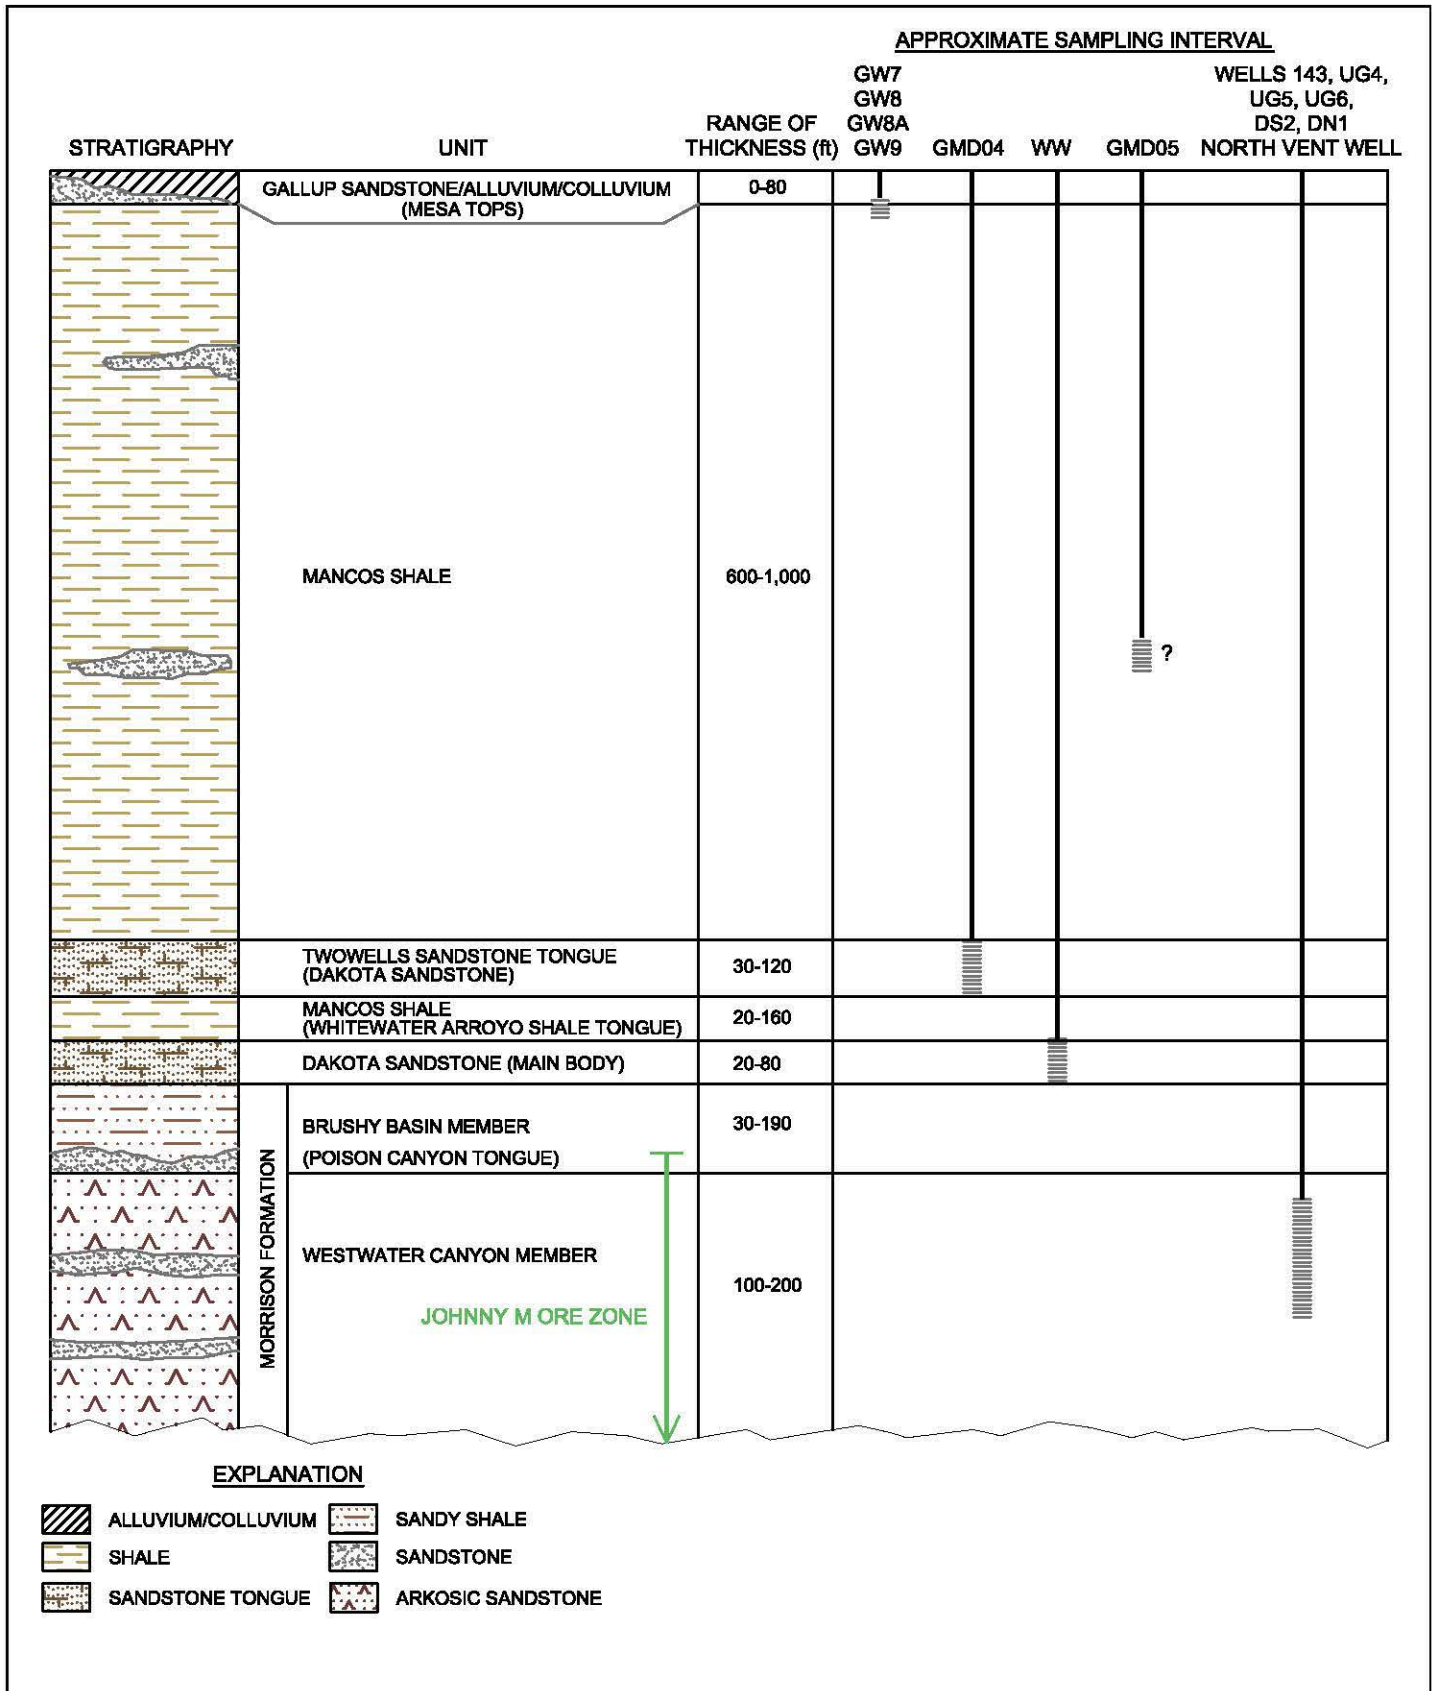 APPROXIMATE SAMPLING INTERVAL
STRATIGRAPHY
UNIT
RANGE OF
THICKNESS (ft)
GW7
GW8
GW8A
GW9
GMD04
WW
GMD05
WELLS 143, UG4,
UG5, UG6,
DS2, DN1
NORTH VENT WELL
GALLUP SANDSTONE/ALLUVIUM/COLLUVIUM
(MESA TOPS)
0-80
MANCOS SHALE
600-1,000
?
TWOWELLS SANDSTONE TONGUE
(DAKOTA SANDSTONE)
30-120
MANCOS SHALE
(WHITEWATER ARROYO SHALE TONGUE)
20-160
DAKOTA SANDSTONE (MAIN BODY)
20-80
MORRISON FORMATION
BRUSHY BASIN MEMBER
(POISON CANYON TONGUE)
30-190
WESTWATER CANYON MEMBER
100-200
JOHNNY M ORE ZONE
EXPLANATION
ALLUVIUM/COLLUVIUM
SANDY SHALE
SHALE
SANDSTONE
SANDSTONE TONGUE
ARKOSIC SANDSTONE